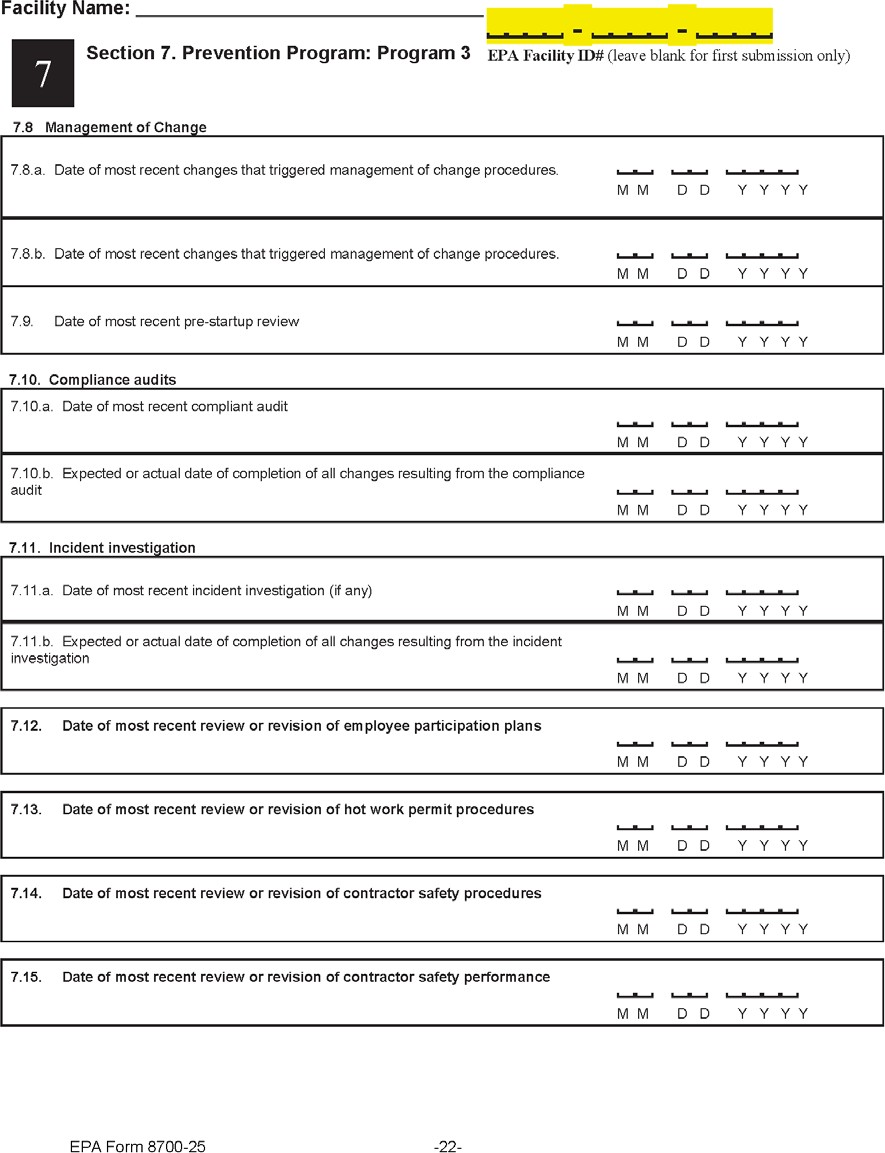 Facility Name: ___________________________________
- -
7 Section 7. Prevention Program: Program 3 EPA Facility ID# (leave blank for first submission only)
7.8 Management of Change
7.8.a. Date of most recent changes that triggered management of change procedures.
M M D D Y Y Y Y
7.8.b. Date of most recent changes that triggered management of change procedures.
M M D D Y Y Y Y
7.9. Date of most recent pre-startup review
M M D D Y Y Y Y
7.10. Compliance audits
7.10.a. Date of most recent compliant audit
M M D D Y Y Y Y
7.10.b. Expected or actual date of completion of all changes resulting from the compliance
audit
M M D D Y Y Y Y
7.11. Incident investigation
7.11.a. Date of most recent incident investigation (if any)
M M D D Y Y Y Y
7.11.b. Expected or actual date of completion of all changes resulting from the incident
investigation
M M D D Y Y Y Y
7.12. Date of most recent review or revision of employee participation plans
M M D D Y Y Y Y
7.13. Date of most recent review or revision of hot work permit procedures
M M D D Y Y Y Y
7.14. Date of most recent review or revision of contractor safety procedures
M M D D Y Y Y Y
7.15. Date of most recent review or revision of contractor safety performance
M M D D Y Y Y Y
EPA Form 8700-25 -22-